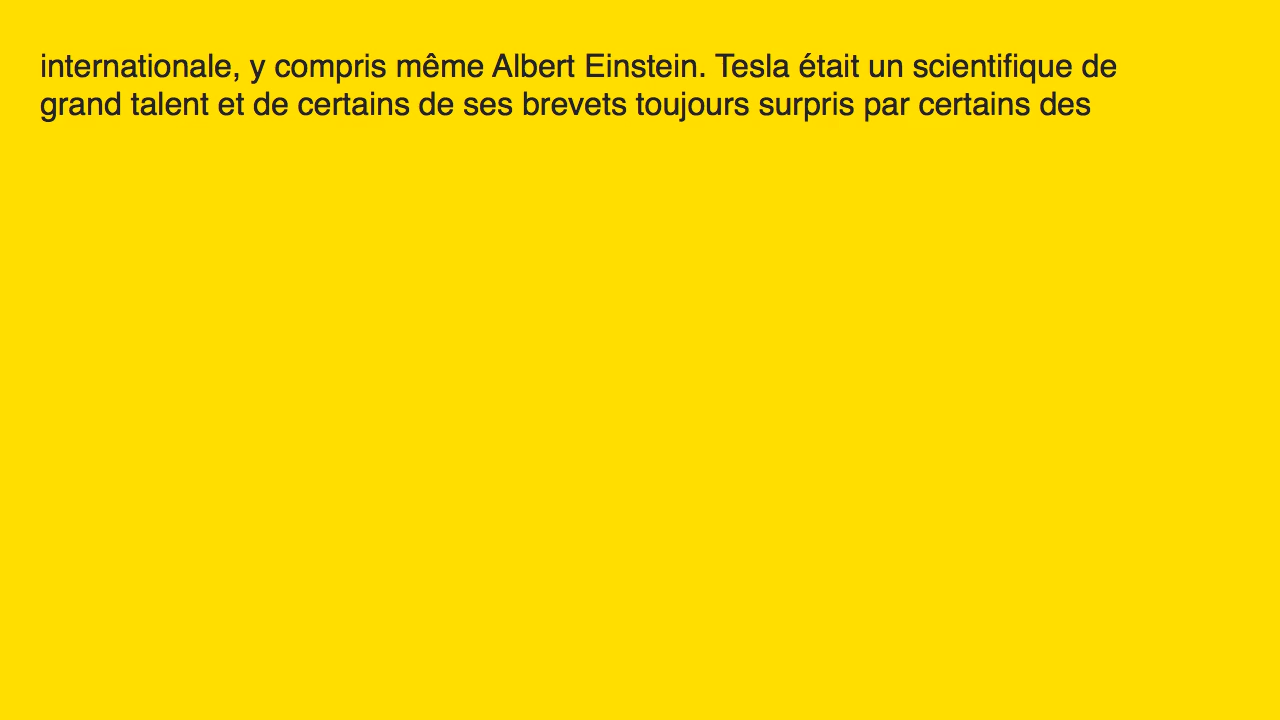 internationale, y compris même Albert Einstein. Tesla était un scientifique de
grand talent et de certains de ses brevets toujours surpris par certains des